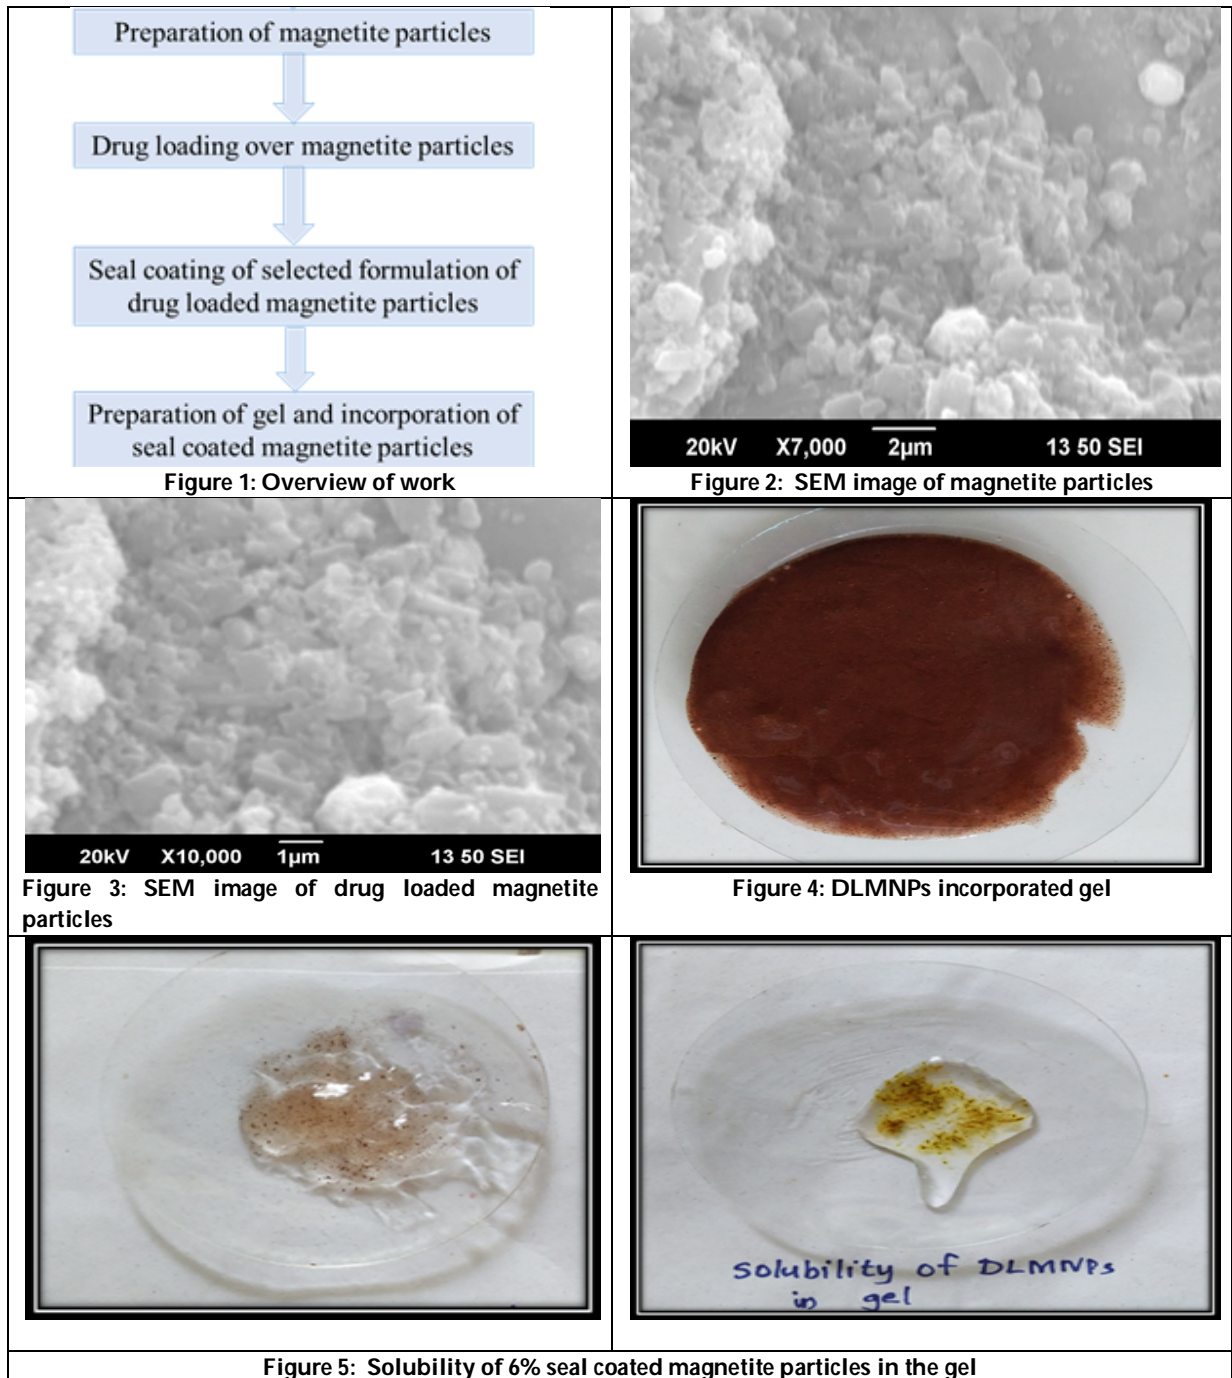 Preparation of magnetite particles
Drug loading over magnetite particles
Seal coating of selected formulation of
drug loaded magnetite particles
Preparation of gel and incorporation of
seal coated magnetite particles
Figure 1: Overview of work
20kV X7,000 2µm 13 50 SEI
Figure 2: SEM image of magnetite particles
20kV X10,000 1µm 13 50 SEI
Figure 3: SEM image of drug loaded magnetite
particles
Figure 4: DLMNPs incorporated gel
Solubility of DLMNPs
in gel
Figure 5: Solubility of 6% seal coated magnetite particles in the gel